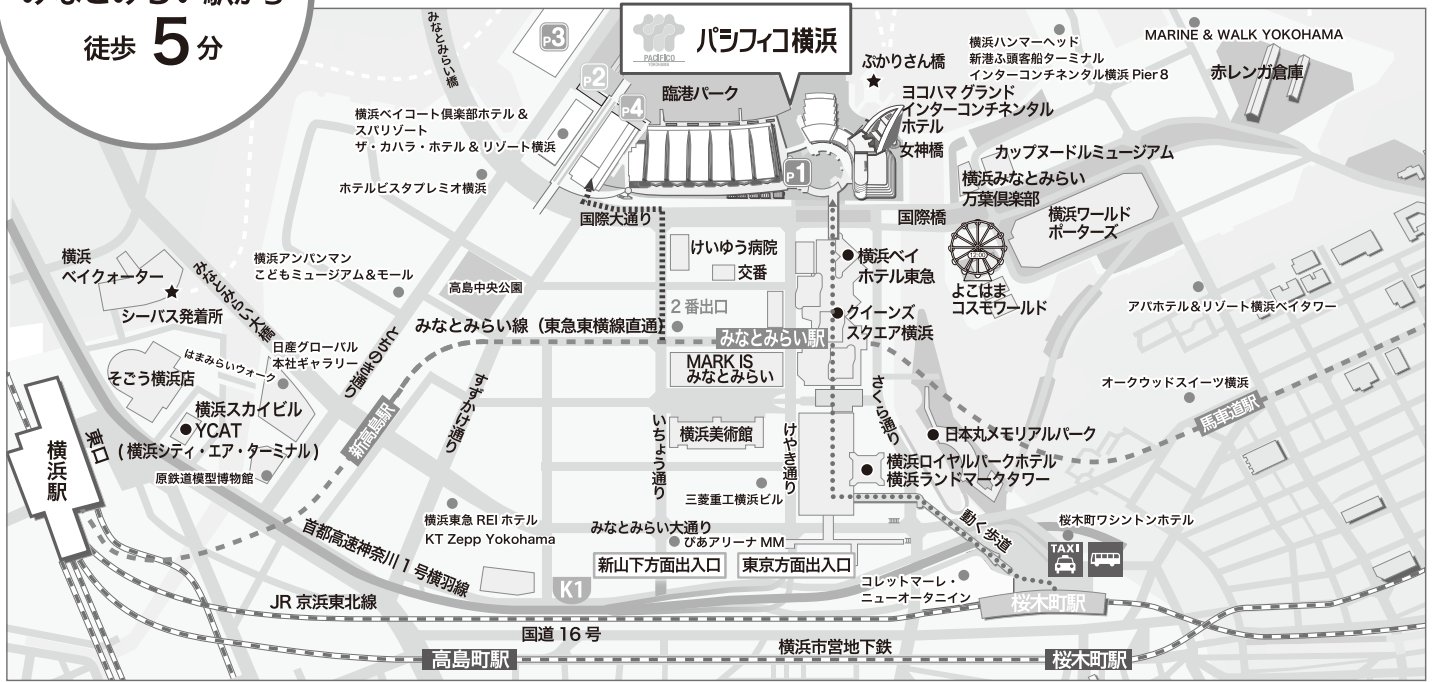 みなとみらい駅から
徒歩 5 分
みなとみらい橋
P3
P2
P4
PACIFICO
YOKOHAMA
パシフィコ横浜
臨港パーク
P1
ぷかりさん橋
横浜ハンマーヘッド
新港ふ頭客船ターミナル
インターコンチネンタル横浜 Pier 8
MARINE & WALK YOKOHAMA
赤レンガ倉庫
ヨコハマ グランド
インターコンチネンタル
ホテル
女神橋
カップヌードルミュージアム
横浜みなとみらい
万葉倶楽部
横浜ワールド
ポーターズ
国際橋
12:00
よこはま
コスモワールド
横浜ベイコート倶楽部ホテル &
スパリゾート
ザ・カハラ・ホテル & リゾート横浜
ホテルビスタプレミオ横浜
国際大通り
けいゆう病院
交番
横浜ベイ
ホテル東急
クイーンズ
スクエア横浜
2 番出口
みなとみらい線（東急東横線直通）
みなとみらい駅
MARK IS
みなとみらい
横浜
ベイクォーター
シーバス発着所
みなとみらい大橋
横浜アンパンマン
こどもミュージアム＆モール
高島中央公園
日産グローバル
本社ギャラリー
はまみらいウォーク
とちのき通り
そごう横浜店
横浜スカイビル
YCAT
( 横浜シティ・エア・ターミナル )
原鉄道模型博物館
横浜駅
東口
新高島駅
すずかけ通り
いちょう通り
横浜美術館
けやき通り
さくら通り
日本丸メモリアルパーク
横浜ロイヤルパークホテル
横浜ランドマークタワー
アパホテル＆リゾート横浜ベイタワー
オークウッドスイーツ横浜
馬車道駅
三菱重工横浜ビル
横浜東急 REI ホテル
KT Zepp Yokohama
みなとみらい大通り
ぴあアリーナ MM
新山下方面出入口
東京方面出入口
動く歩道
桜木町ワシントンホテル
TAXI
コレットマーレ・
ニューオータニイン
桜木町駅
首都高速神奈川 1 号横羽線
K1
JR 京浜東北線
国道 16 号
横浜市営地下鉄
高島町駅
桜木町駅